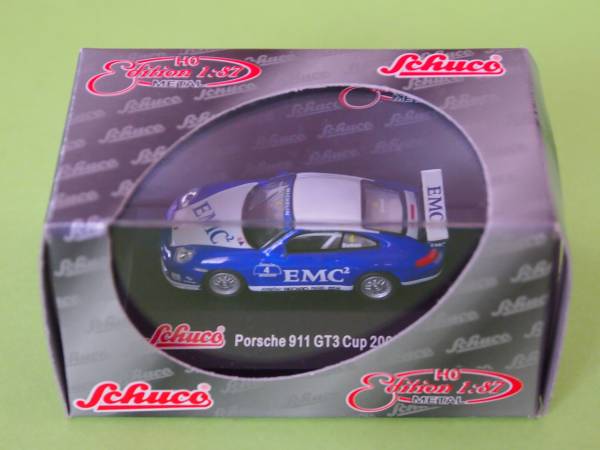 H0
Edition 1:87
METAL
Schuco
EMC²
EMC²
4
EMC²
Schuco
Porsche 911 GT3 Cup 200
Schuco
H0
Edition 1:87
METAL